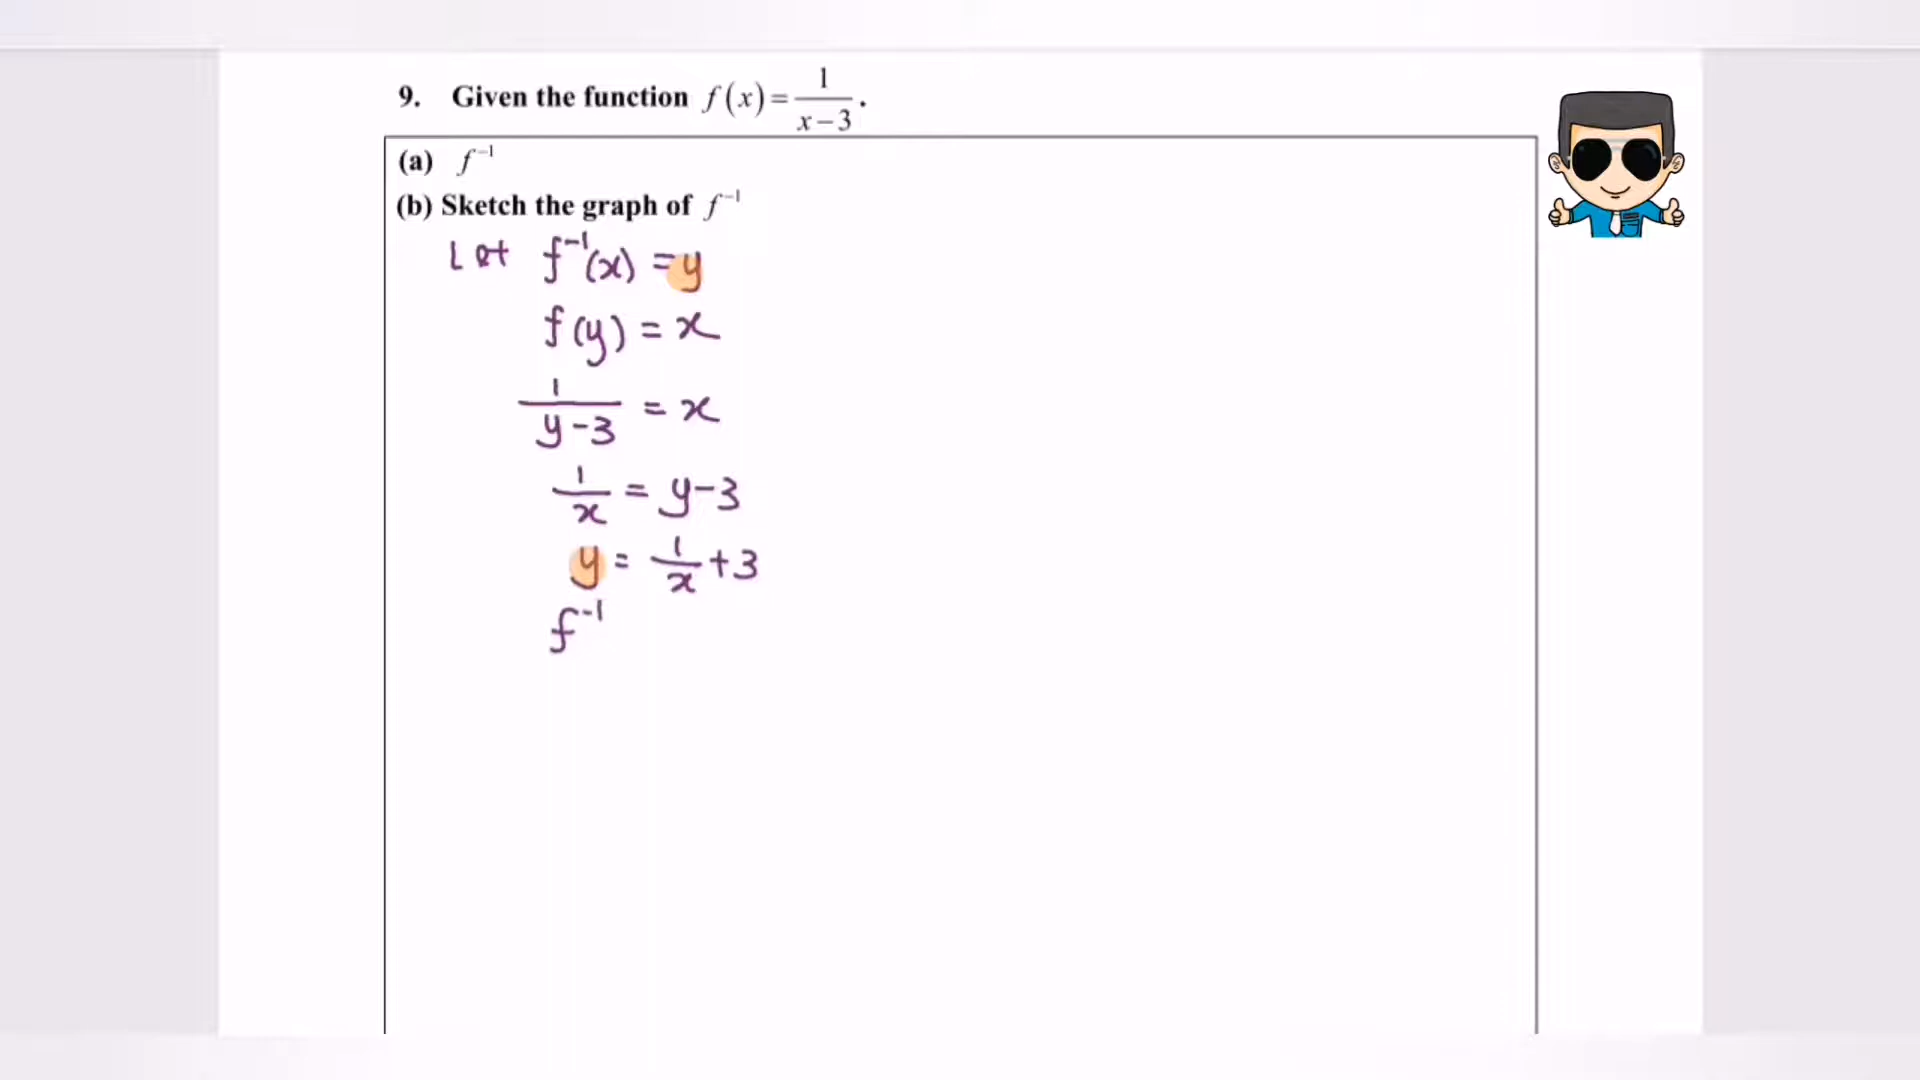 9. Given the function f(x)=1/(x−3).
(a) f⁻¹
(b) Sketch the graph of f⁻¹
Let f⁻¹(x) = y
f(y) = x
1/(y−3) = x
1/x = y−3
y = 1/x + 3
f⁻¹